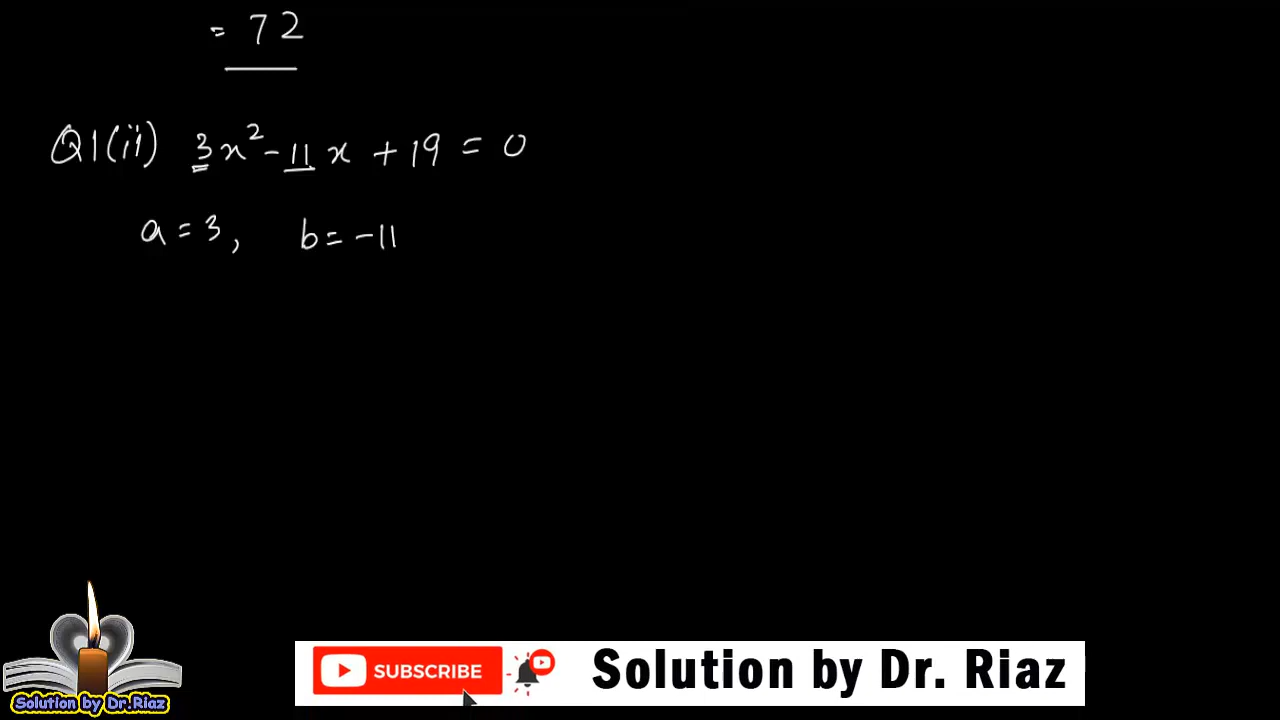 = 72
Q1(ii) 3x² - 11x + 19 = 0
a = 3, b = -11
SUBSCRIBE
Solution by Dr. Riaz
Solution by Dr.Riaz